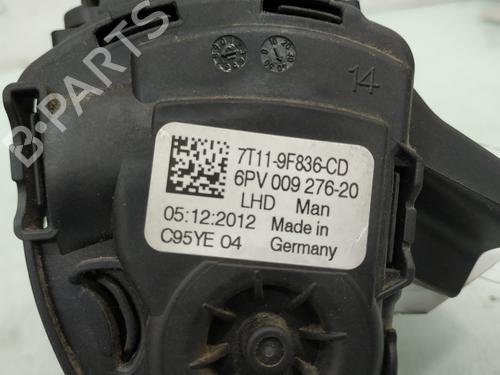 B-PARTS
14
7T11-9F836-CD
6PV 009 276-20
LHD Man
05:12:2012 Made in
C95YE 04 Germany